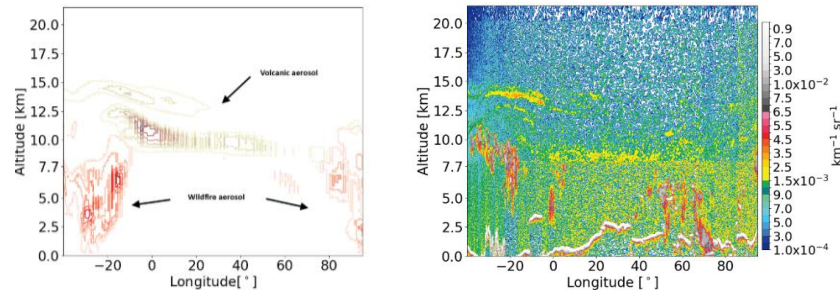 20.0
17.5
15.0
12.5
10.0
7.7
5.0
2.5
0.0
Altitude [km]
Volcanic aerosol
Wildfire aerosol
−20 0 20 40 60 80
Longitude[°]
20.0
17.5
15.0
12.5
10.0
7.7
5.0
2.5
0.0
Altitude [km]
−20 0 20 40 60 80
Longitude[°]
0.9
7.0
5.0
3.0
1.0x10⁻²
7.5
6.5
5.5
4.5
3.5
2.5
1.5x10⁻³
9.0
7.0
5.0
3.0
1.0x10⁻⁴
km⁻¹ sr⁻¹